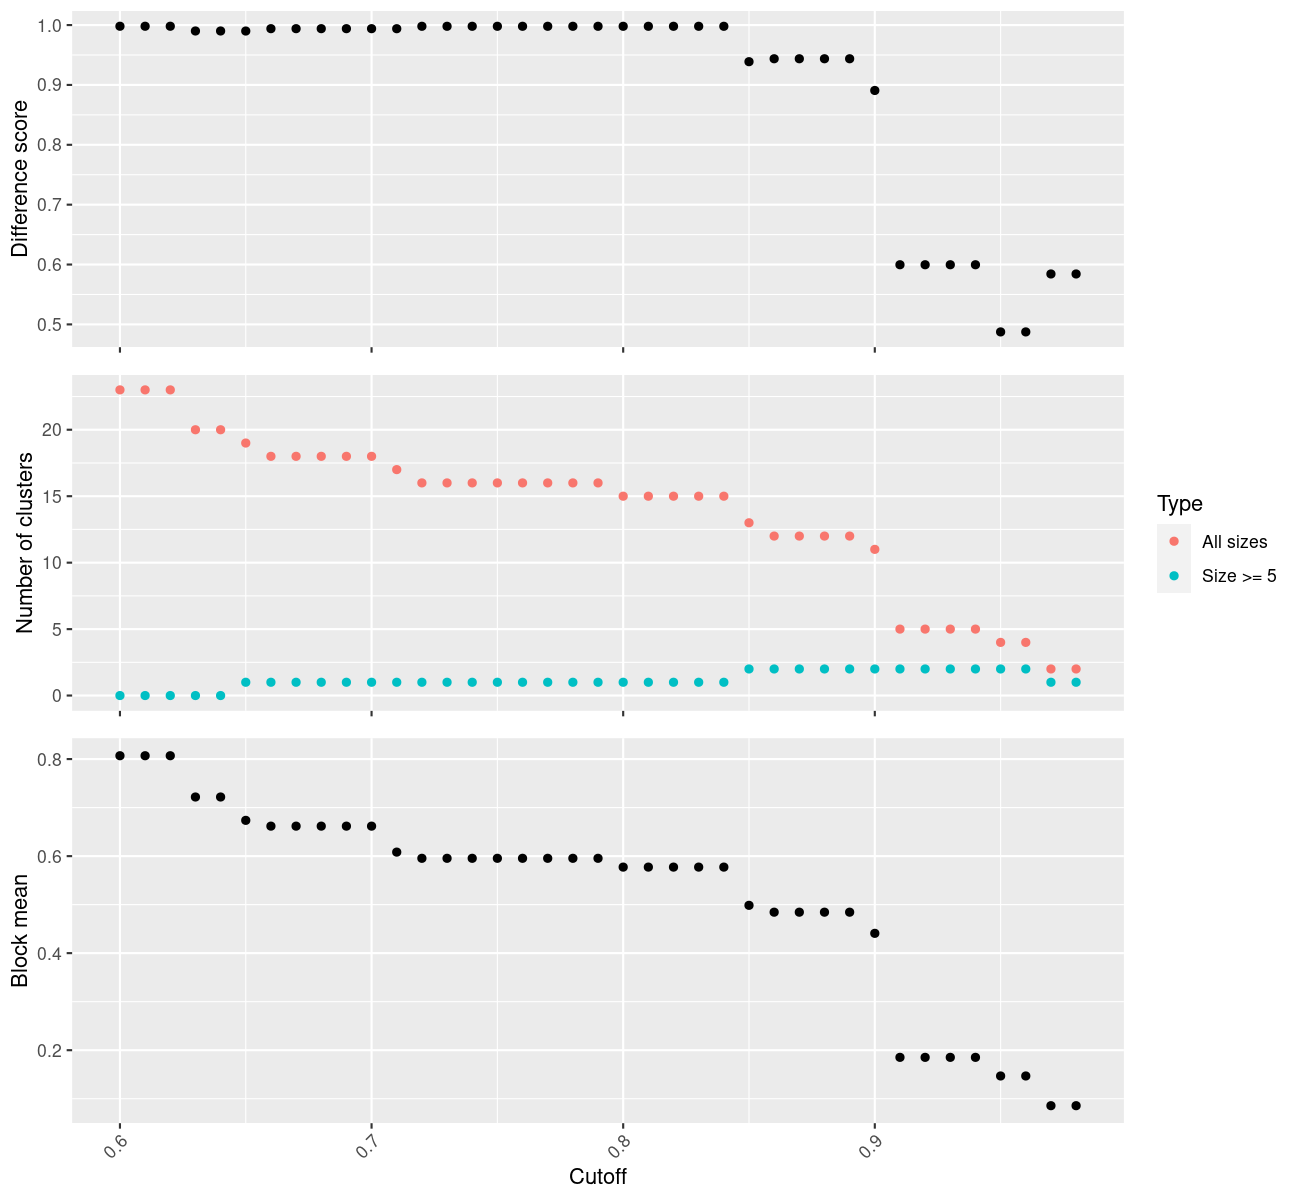 Difference score
1.0
0.9
0.8
0.7
0.6
0.5
Number of clusters
20
15
10
5
0
Type
All sizes
Size >= 5
Block mean
0.8
0.6
0.4
0.2
0.6
0.7
0.8
0.9
Cutoff